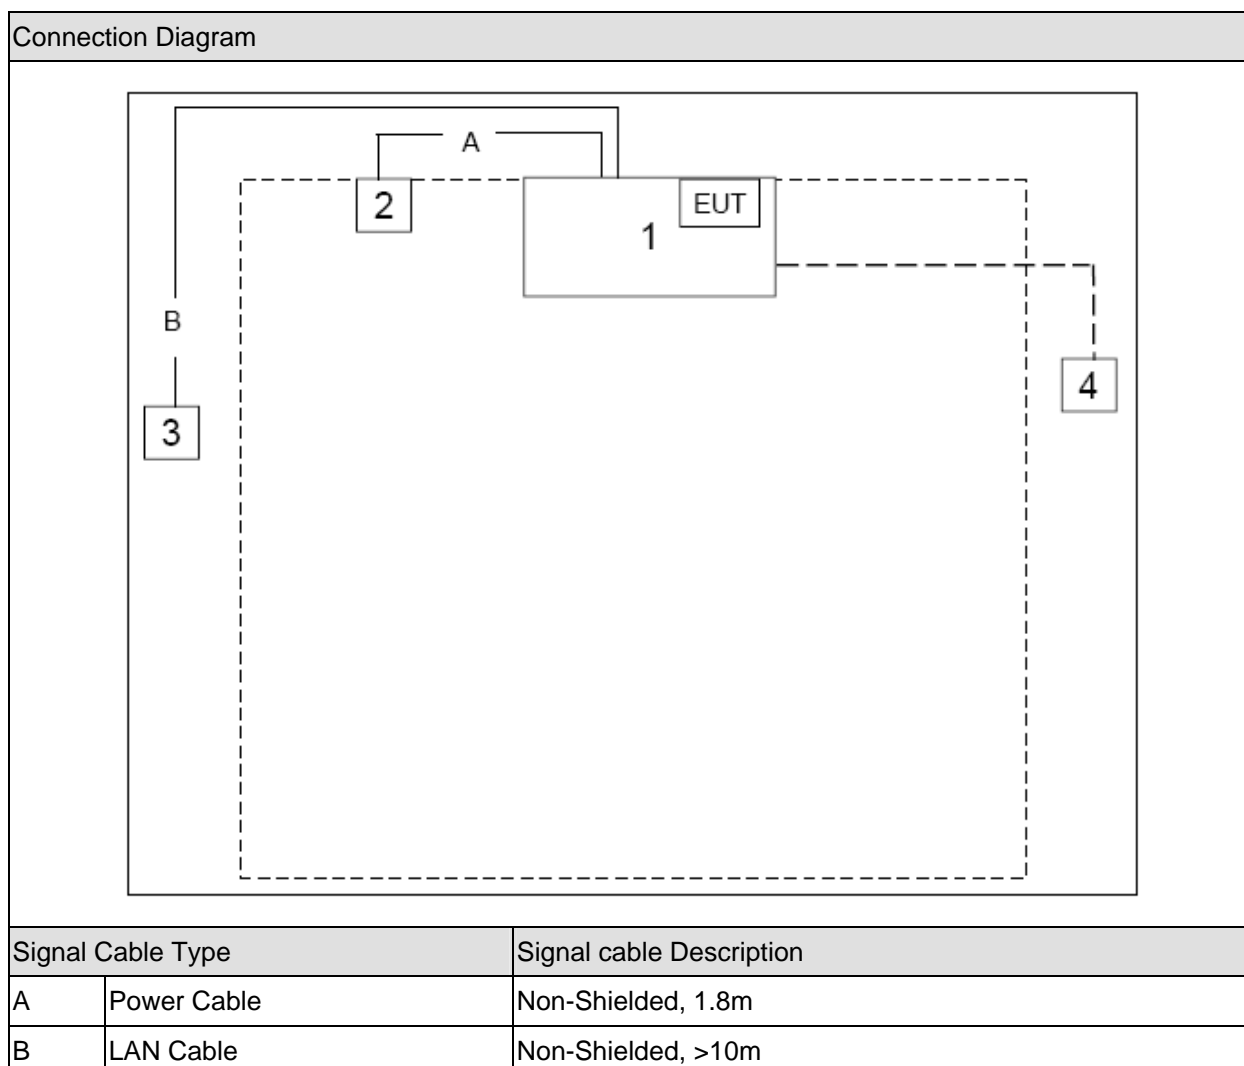 Connection Diagram
A
2
EUT
1
B
4
3
Signal Cable Type Signal cable Description
A Power Cable Non-Shielded, 1.8m
B LAN Cable Non-Shielded, >10m